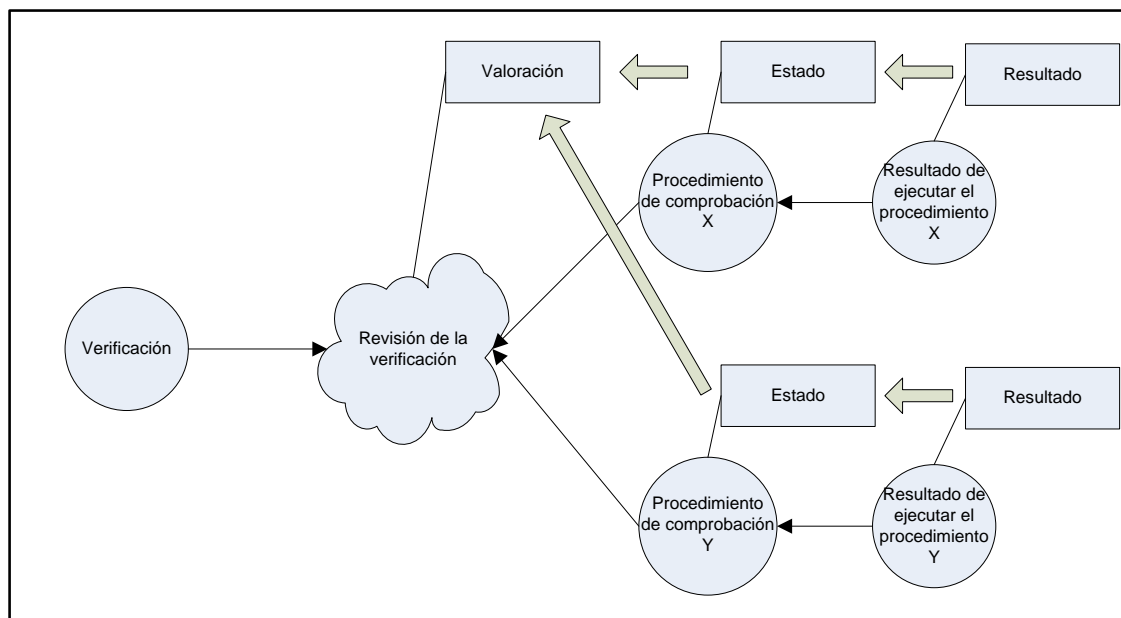 Valoración
Estado
Resultado
Procedimiento
de comprobación
X
Resultado de
ejecutar el
procedimiento
X
Verificación
Revisión de la
verificación
Estado
Resultado
Procedimiento
de comprobación
Y
Resultado de
ejecutar el
procedimiento
Y